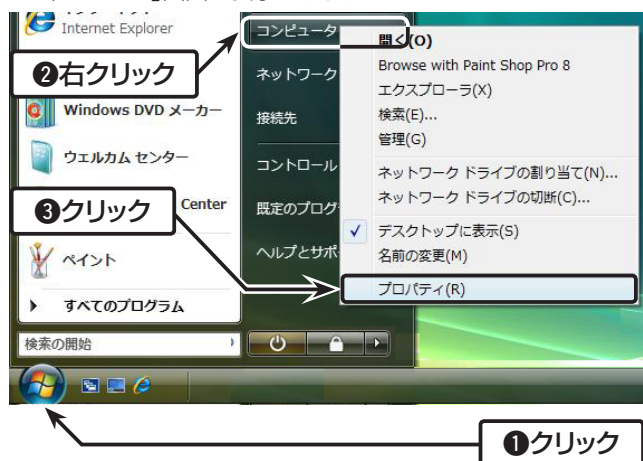 Internet Explorer
❷右クリック
Windows DVD メーカー
ウェルカム センター
❸クリック
Center
ペイント
すべてのプログラム
検索の開始
コンピュータ
ネットワーク
接続先
コントロール
既定のプログ
ヘルプとサポ
開く(O)
Browse with Paint Shop Pro 8
エクスプローラ(X)
検索(E)...
管理(G)
ネットワーク ドライブの割り当て(N)...
ネットワーク ドライブの切断(C)...
デスクトップに表示(S)
名前の変更(M)
プロパティ(R)
❶クリック